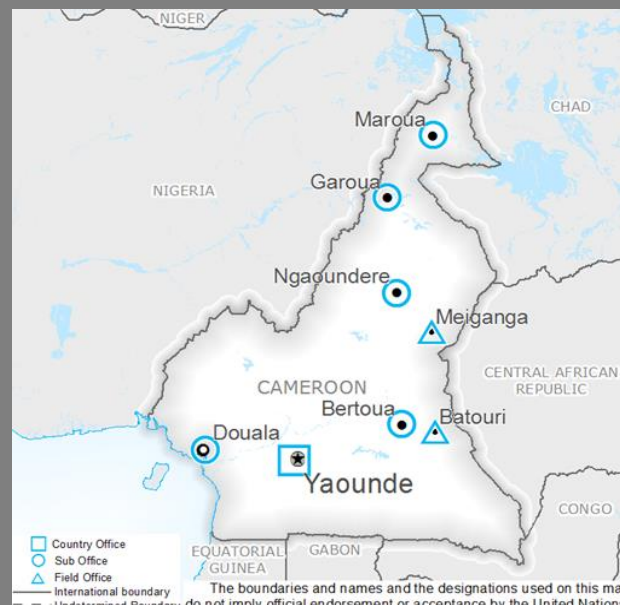 NIGER
CHAD
Maroua
NIGERIA
Garoua
Ngaoundere
Meiganga
CENTRAL AFRICAN
REPUBLIC
CAMEROON
Bertoua
Batouri
Douala
Yaounde
CONGO
EQUATORIAL
GUINEA
GABON
Country Office
Sub Office
Field Office
International boundary
The boundaries and names and the designations used on this ma
Undetermined Boundary
do not imply official endorsement or acceptance by the United Nation